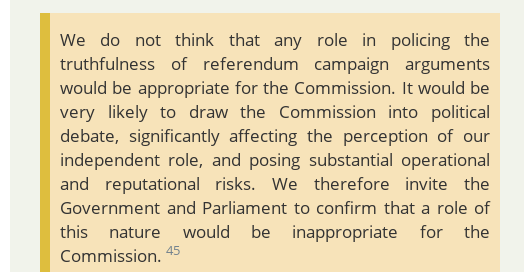 We do not think that any role in policing the
truthfulness of referendum campaign arguments
would be appropriate for the Commission. It would be
very likely to draw the Commission into political
debate, significantly affecting the perception of our
independent role, and posing substantial operational
and reputational risks. We therefore invite the
Government and Parliament to confirm that a role of
this nature would be inappropriate for the
Commission. 45